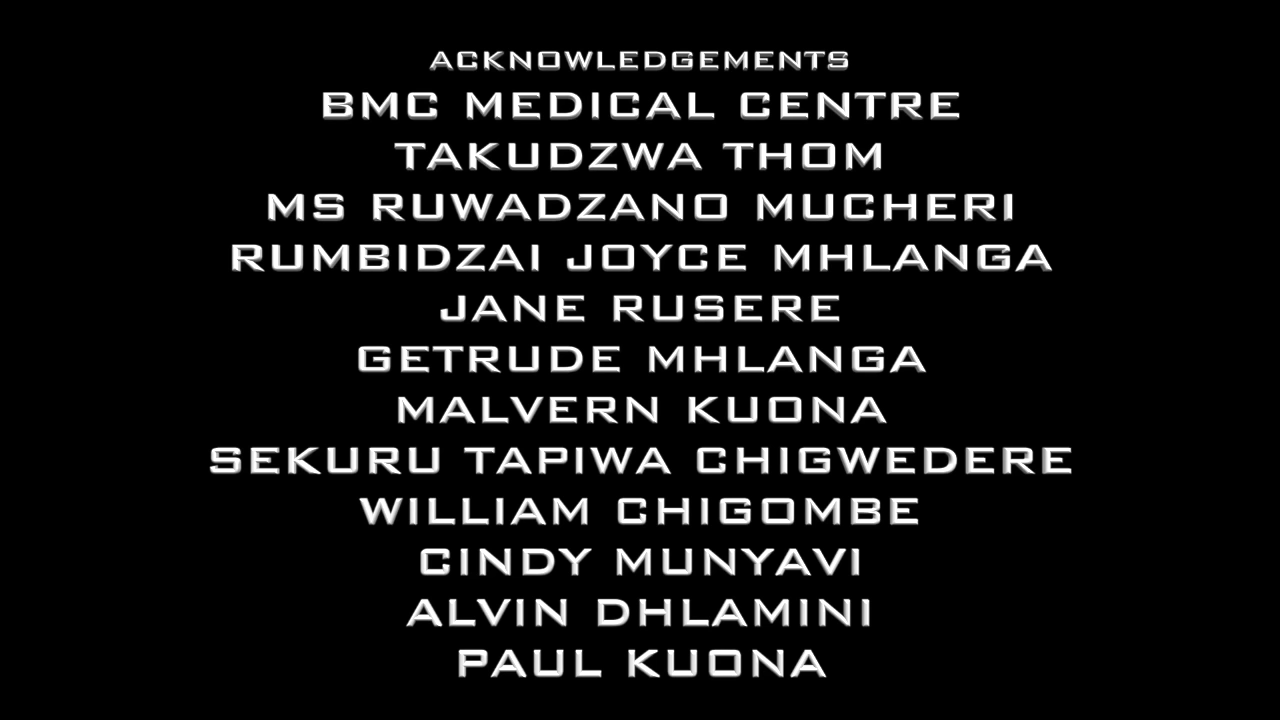 ACKNOWLEDGEMENTS
BMC MEDICAL CENTRE
TAKUDZWA THOM
MS RUWADZANO MUCHERI
RUMBIDZAI JOYCE MHLANGA
JANE RUSERE
GETRUDE MHLANGA
MALVERN KUONA
SEKURU TAPIWA CHIGWEDERE
WILLIAM CHIGOMBE
CINDY MUNYAVI
ALVIN DHLAMINI
PAUL KUONA